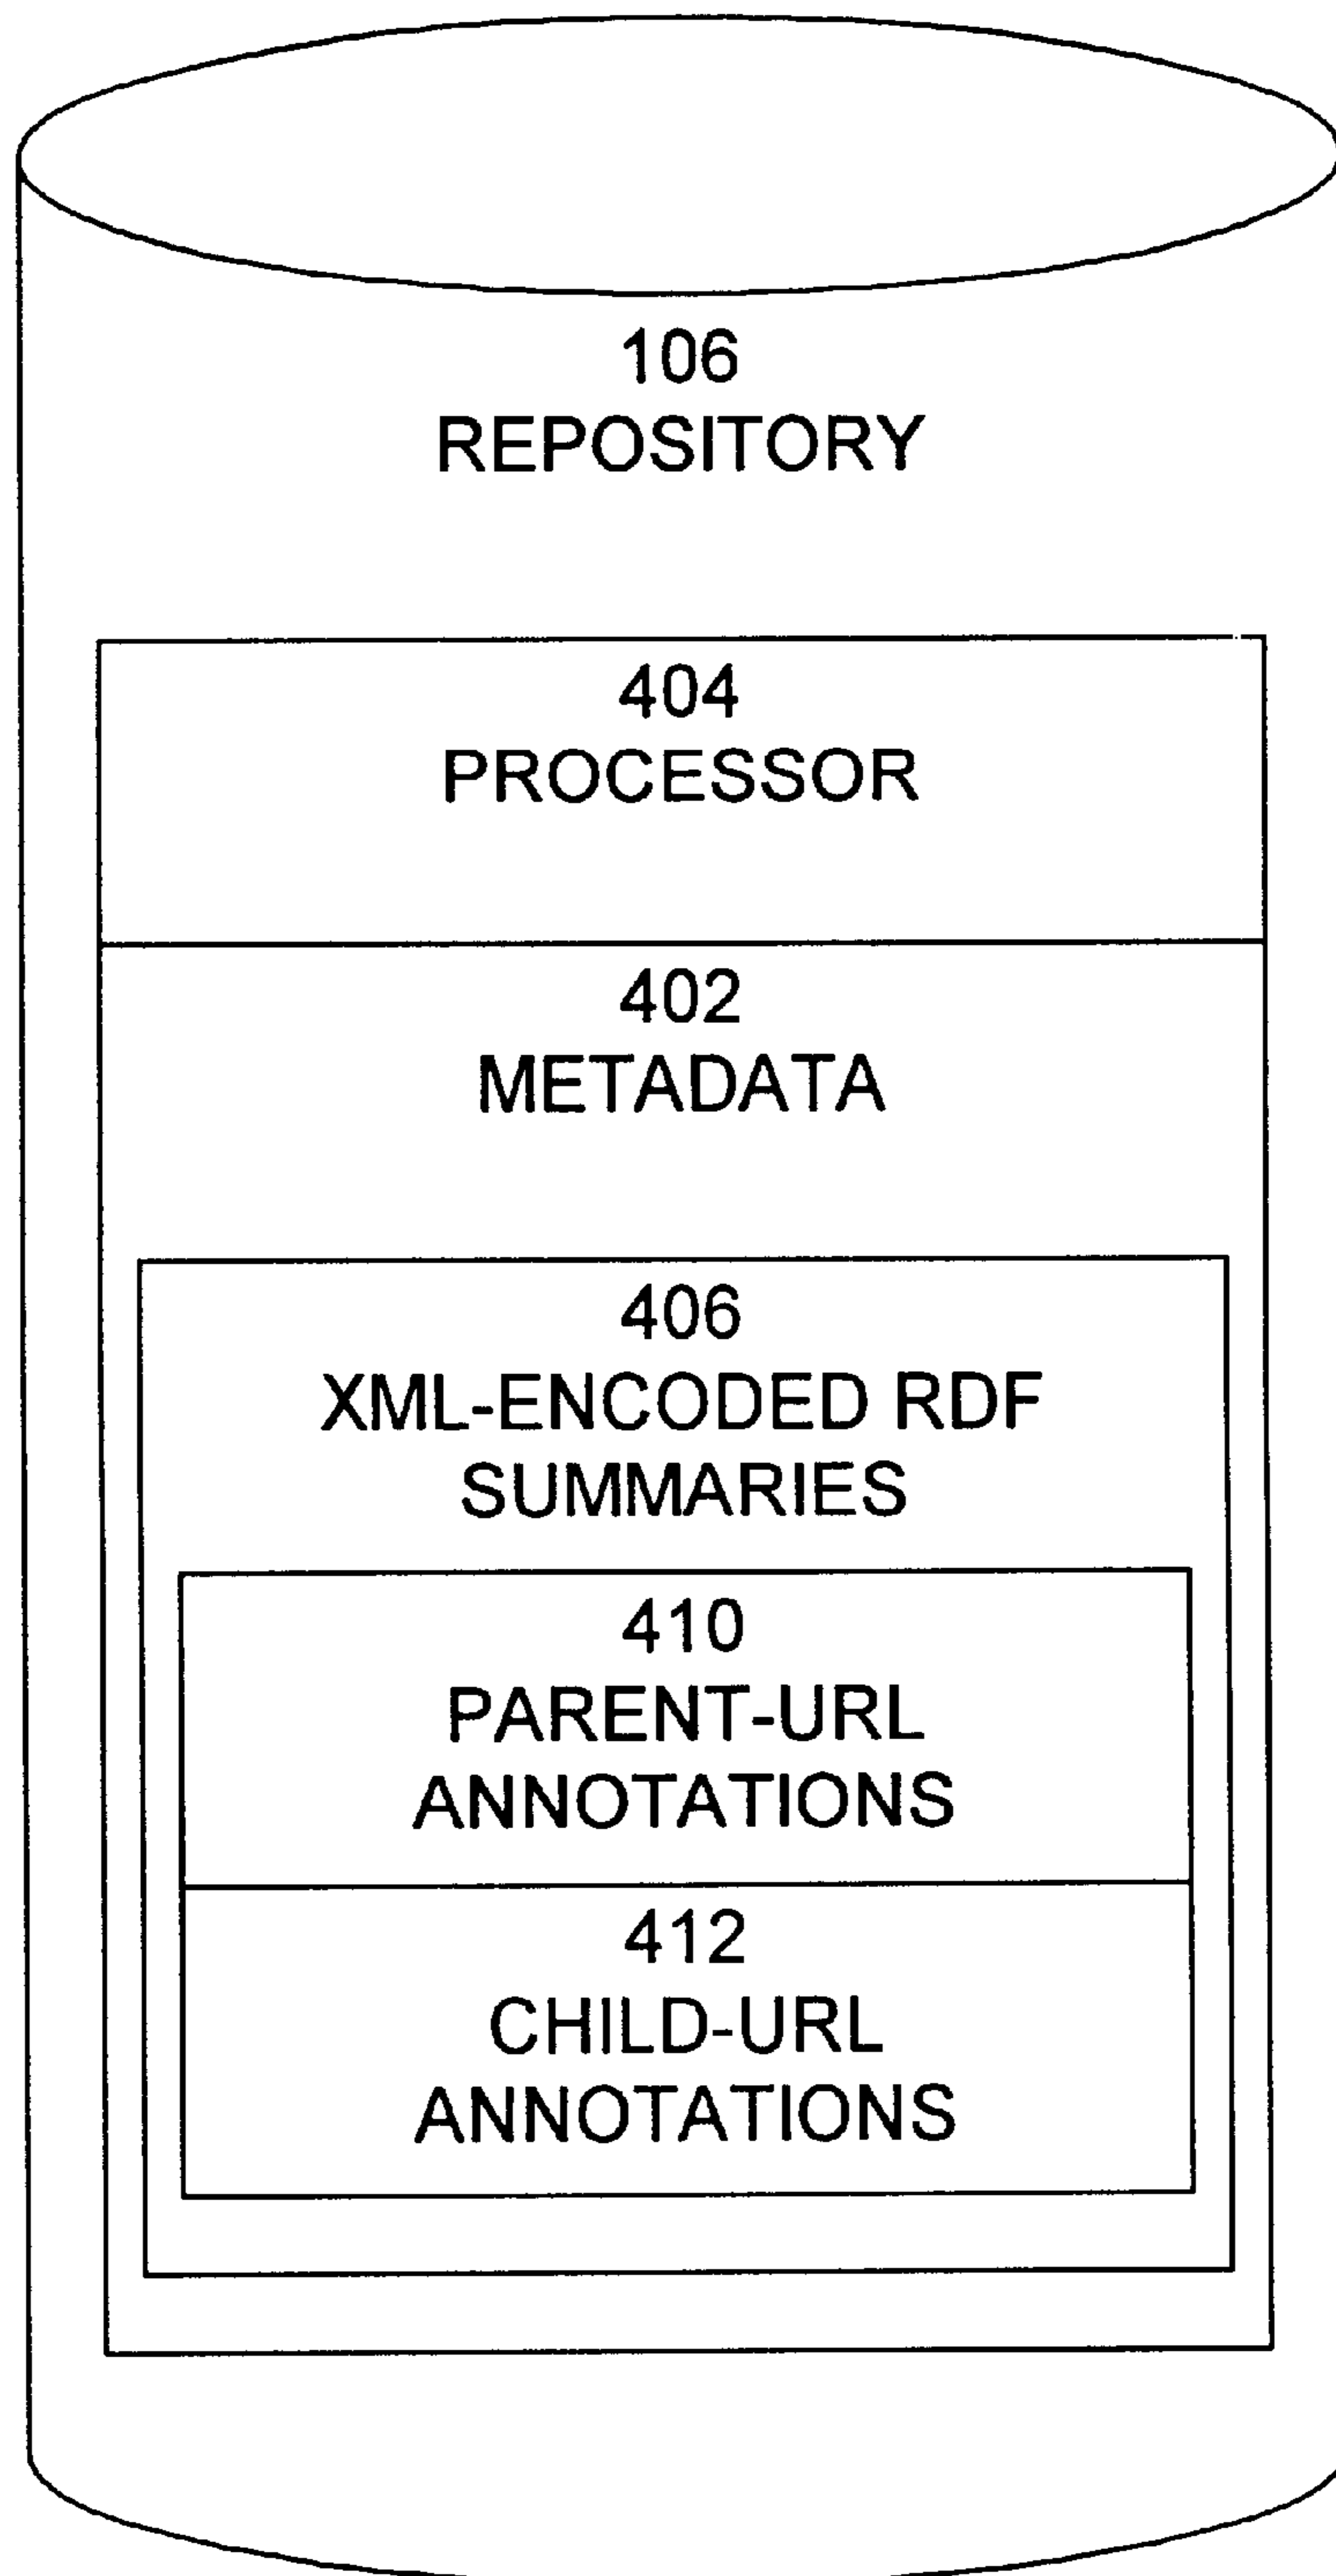 106
REPOSITORY
404
PROCESSOR
402
METADATA
406
XML-ENCODED RDF
SUMMARIES
410
PARENT-URL
ANNOTATIONS
412
CHILD-URL
ANNOTATIONS